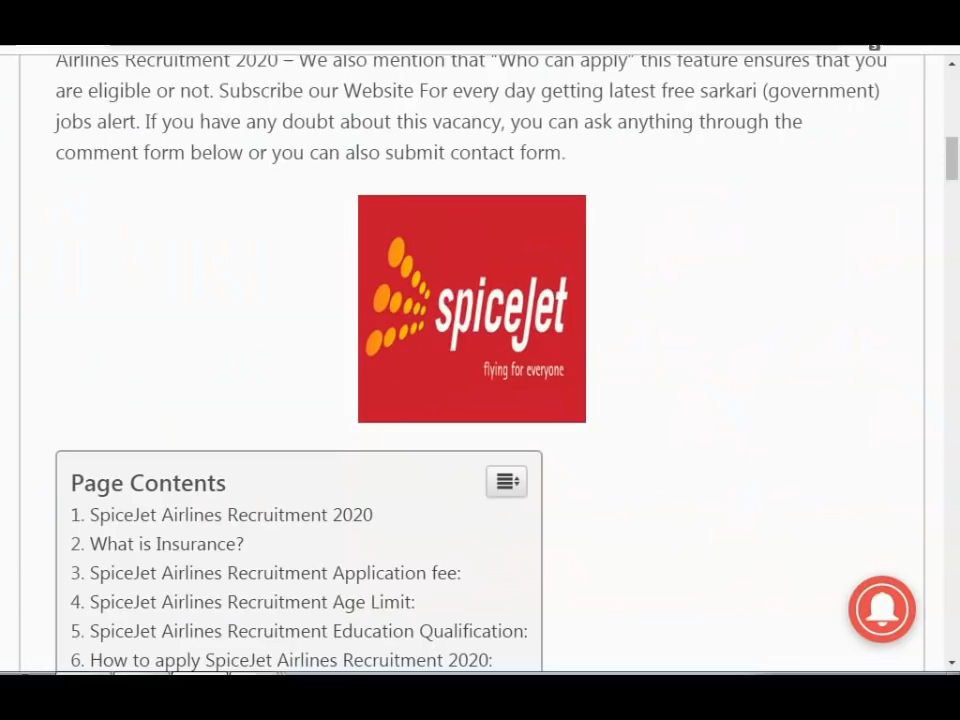 Airlines Recruitment 2020 – We also mention that “Who can apply” this feature ensures that you
are eligible or not. Subscribe our Website For every day getting latest free sarkari (government)
jobs alert. If you have any doubt about this vacancy, you can ask anything through the
comment form below or you can also submit contact form.
spiceJet
flying for everyone
Page Contents
1. SpiceJet Airlines Recruitment 2020
2. What is Insurance?
3. SpiceJet Airlines Recruitment Application fee:
4. SpiceJet Airlines Recruitment Age Limit:
5. SpiceJet Airlines Recruitment Education Qualification:
6. How to apply SpiceJet Airlines Recruitment 2020: